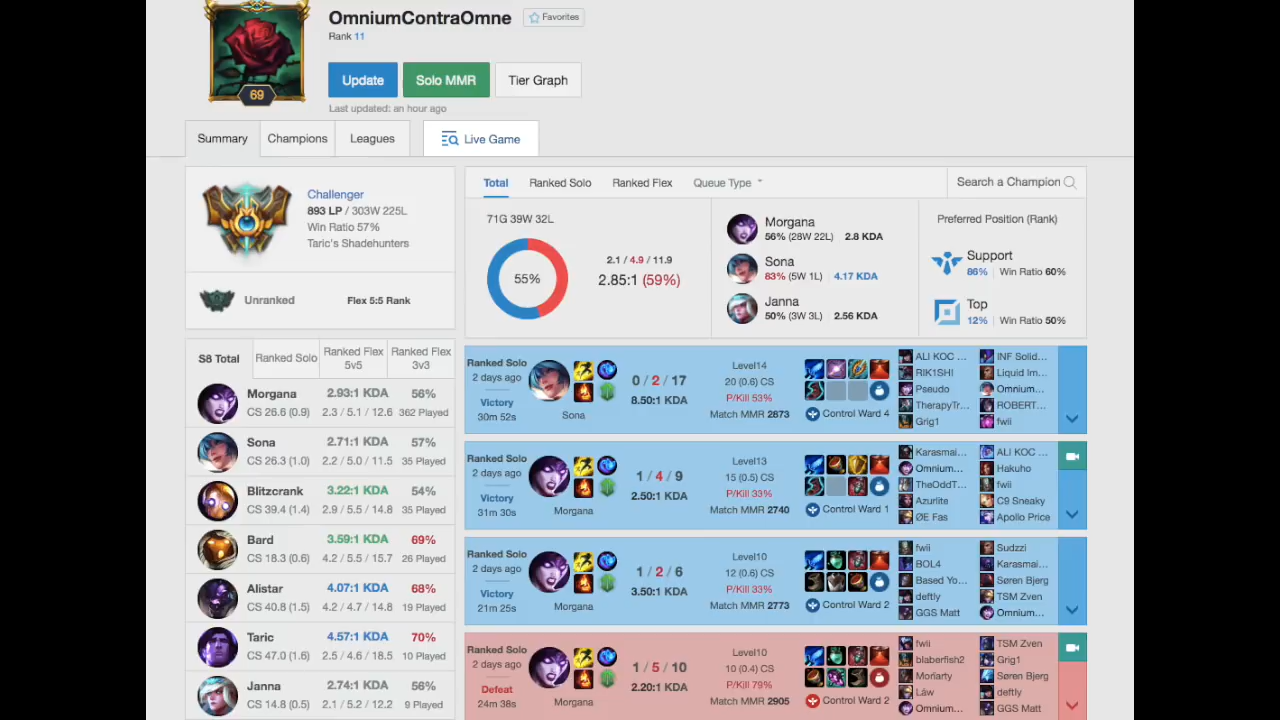 OmniumContraOmne
Favorites
Rank 11
69
Update
Solo MMR
Tier Graph
Last updated: an hour ago
Summary
Champions
Leagues
Live Game
Challenger
893 LP / 303W 225L
Win Ratio 57%
Taric's Shadehunters
Unranked
Flex 5:5 Rank
S8 Total
Ranked Solo
Ranked Flex 5v5
Ranked Flex 3v3
Morgana 2.93:1 KDA 56%
CS 26.6 (0.9) 2.3 / 5.1 / 12.6 362 Played
Sona 2.71:1 KDA 57%
CS 26.3 (1.0) 2.2 / 5.0 / 11.5 35 Played
Blitzcrank 3.22:1 KDA 54%
CS 39.4 (1.4) 2.9 / 5.5 / 14.8 35 Played
Bard 3.59:1 KDA 69%
CS 18.3 (0.6) 4.2 / 5.5 / 15.7 26 Played
Alistar 4.07:1 KDA 68%
CS 40.8 (1.5) 4.2 / 4.7 / 14.8 19 Played
Taric 4.57:1 KDA 70%
CS 47.0 (1.6) 2.5 / 4.6 / 18.5 10 Played
Janna 2.74:1 KDA 56%
CS 14.8 (0.5) 2.1 / 5.2 / 12.2 9 Played
Total
Ranked Solo
Ranked Flex
Queue Type
Search a Champion
71G 39W 32L
55%
2.1 / 4.9 / 11.9
2.85:1 (59%)
Morgana
56% (28W 22L) 2.8 KDA
Sona
83% (5W 1L) 4.17 KDA
Janna
50% (3W 3L) 2.56 KDA
Preferred Position (Rank)
Support
86% Win Ratio 60%
Top
12% Win Ratio 50%
Ranked Solo
2 days ago
Victory
30m 52s
Sona
0 / 2 / 17
8.50:1 KDA
Level14
20 (0.6) CS
P/Kill 53%
Match MMR 2873
Control Ward 4
ALI KOC ... INF Solid...
RIK1SHI Liquid Im...
Pseudo Omnium...
TherapyTr... ROBERT...
Grig1 fwii
Ranked Solo
2 days ago
Victory
31m 30s
Morgana
1 / 4 / 9
2.50:1 KDA
Level13
15 (0.5) CS
P/Kill 33%
Match MMR 2740
Control Ward 1
Karasmai... ALI KOC ...
Omnium... Hakuho
TheOddT... fwii
Azurlite C9 Sneaky
ØE Fas Apollo Price
Ranked Solo
2 days ago
Victory
21m 25s
Morgana
1 / 2 / 6
3.50:1 KDA
Level10
12 (0.6) CS
P/Kill 33%
Match MMR 2773
Control Ward 2
fwii Sudzzi
BOL4 Karasmai...
Based Yo... Søren Bjerg
deftly TSM Zven
GGS Matt Omnium...
Ranked Solo
2 days ago
Defeat
24m 38s
Morgana
1 / 5 / 10
2.20:1 KDA
Level10
10 (0.4) CS
P/Kill 79%
Match MMR 2905
Control Ward 2
fwii TSM Zven
blaberfish2 Grig1
Moriarty Søren Bjerg
Láw deftly
Omnium... GGS Matt